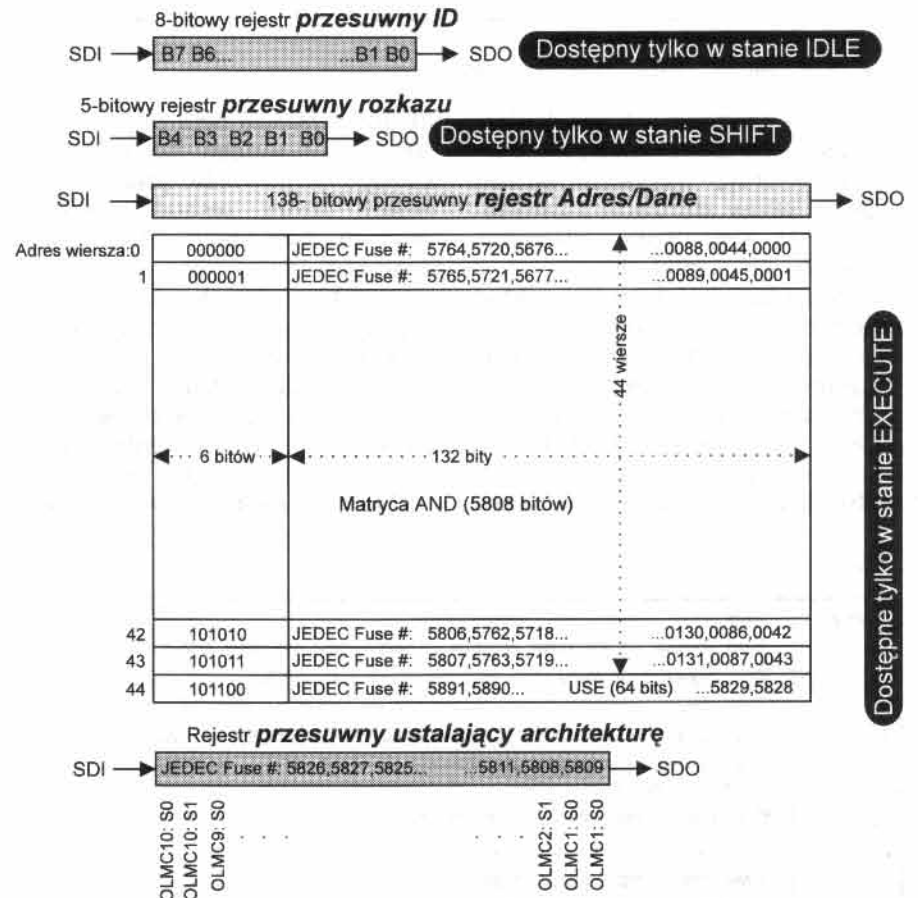 8-bitowy rejestr przesuwny ID
SDI B7 B6... ...B1 B0 SDO Dostępny tylko w stanie IDLE
5-bitowy rejestr przesuwny rozkazu
SDI B4 B3 B2 B1 B0 SDO Dostępny tylko w stanie SHIFT
SDI 138- bitowy przesuwny rejestr Adres/Dane SDO
Adres wiersza:0 000000 JEDEC Fuse #: 5764,5720,5676... ...0088,0044,0000
1 000001 JEDEC Fuse #: 5765,5721,5677... ...0089,0045,0001
44 wiersze
6 bitów 132 bity
Matryca AND (5808 bitów)
42 101010 JEDEC Fuse #: 5806,5762,5718... ...0130,0086,0042
43 101011 JEDEC Fuse #: 5807,5763,5719... ...0131,0087,0043
44 101100 JEDEC Fuse #: 5891,5890... USE (64 bits) ...5829,5828
Dostępne tylko w stanie EXECUTE
Rejestr przesuwny ustalający architekturę
SDI JEDEC Fuse #: 5826,5827,5825... ...5811,5808,5809 SDO
OLMC10: S0
OLMC10: S1
OLMC9: S0
. . . . . .
OLMC2: S1
OLMC1: S0
OLMC1: S0